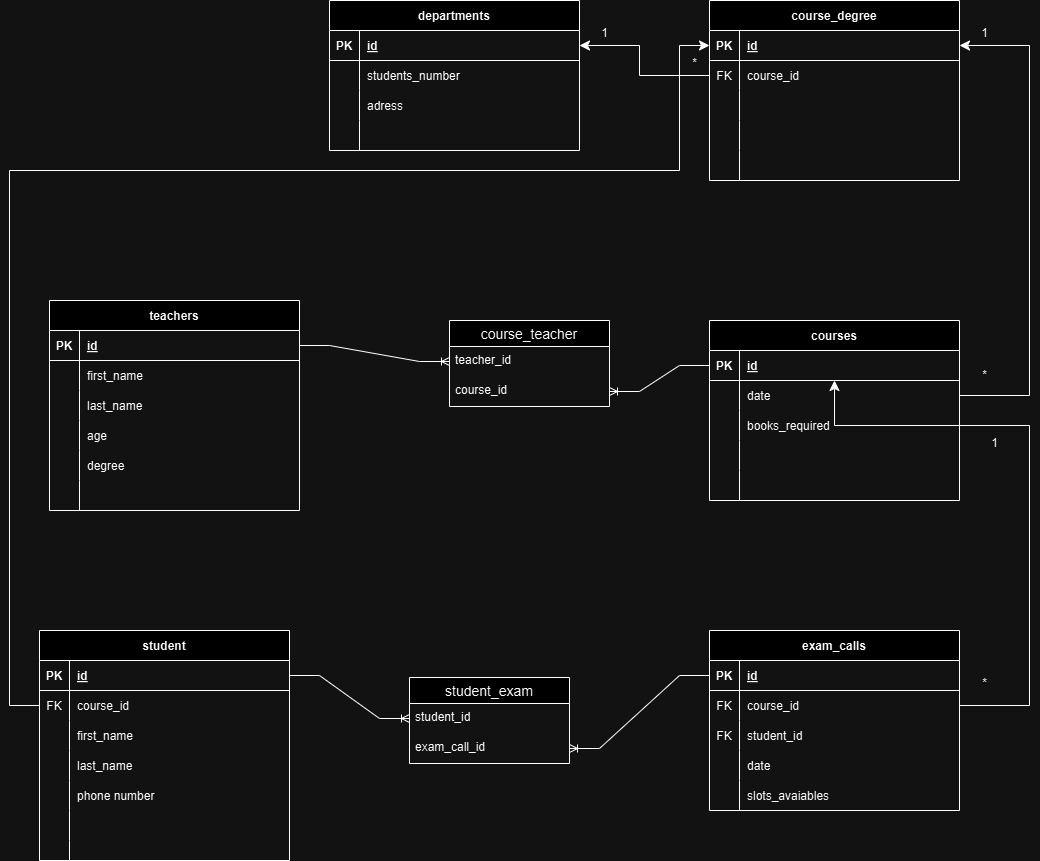 departments
PK id
students_number
adress
1
*
course_degree
PK id
FK course_id
1
teachers
PK id
first_name
last_name
age
degree
course_teacher
teacher_id
course_id
courses
PK id
date
books_required
*
1
student
PK id
FK course_id
first_name
last_name
phone number
student_exam
student_id
exam_call_id
exam_calls
PK id
FK course_id
FK student_id
date
slots_avaiables
*